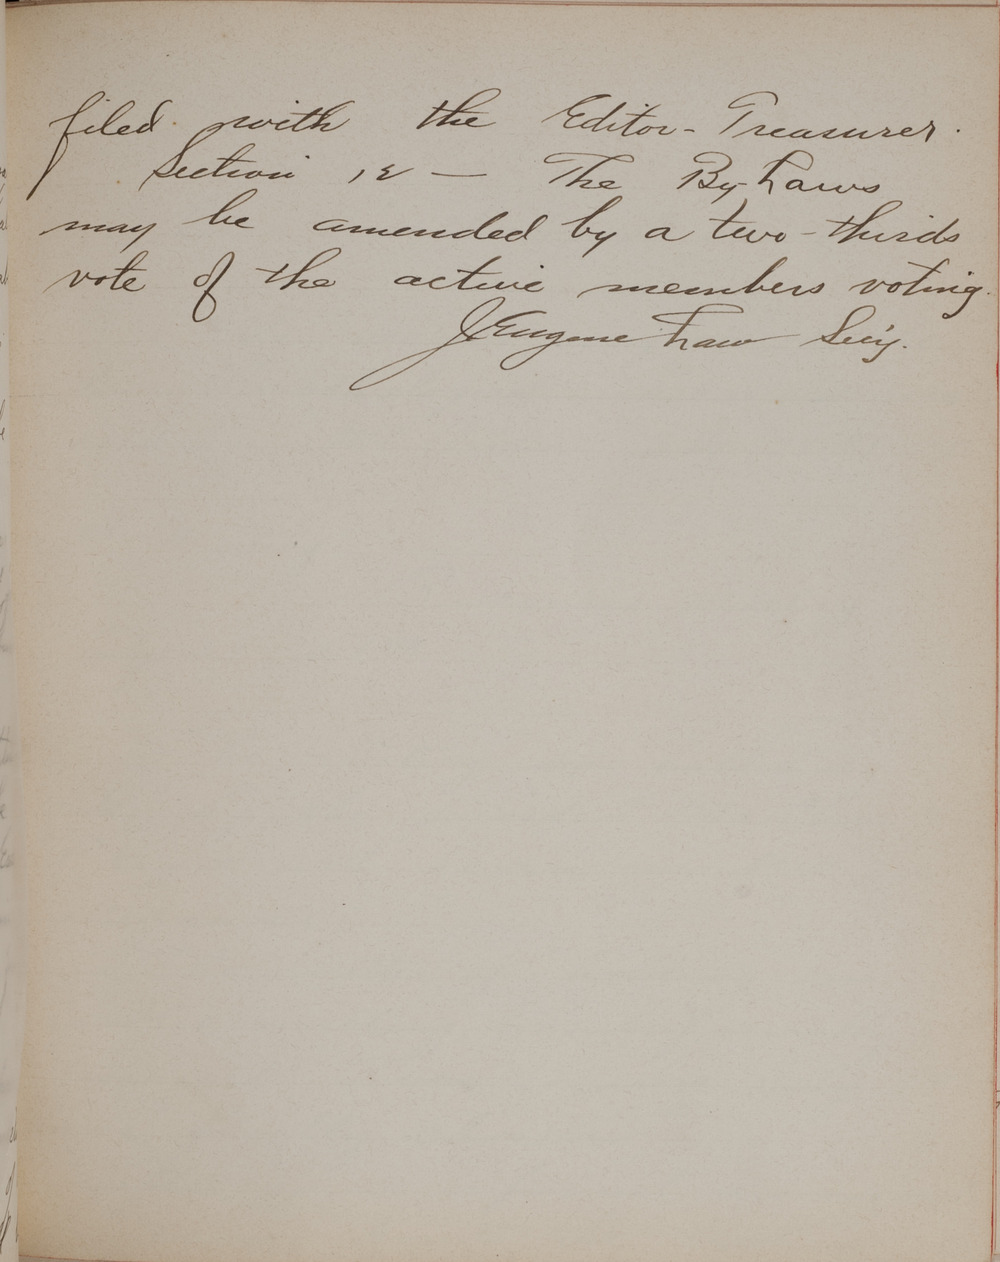 filed with the Editor-Treasurer.
Section 12 — The By-Laws
may be amended by a two-thirds
vote of the active members voting.
J Eugene Law Sec'y.